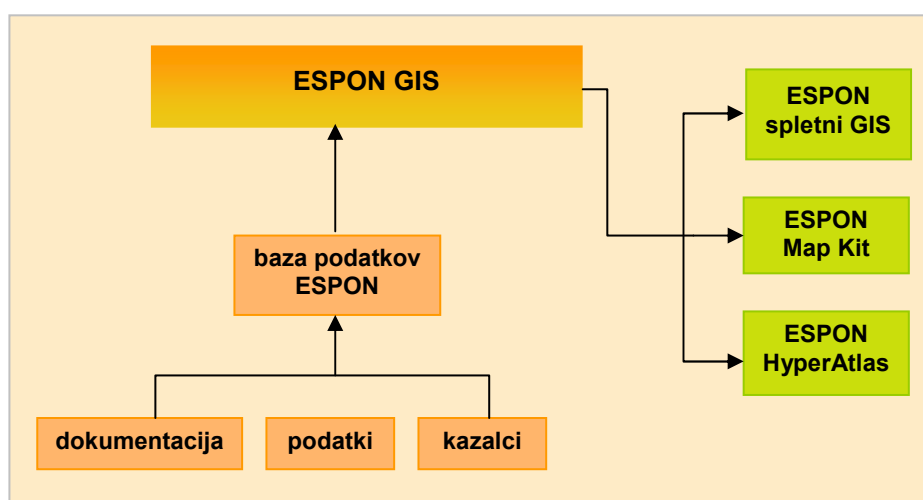 ESPON GIS
ESPON
spletni GIS
ESPON
Map Kit
ESPON
HyperAtlas
baza podatkov
ESPON
dokumentacija
podatki
kazalci